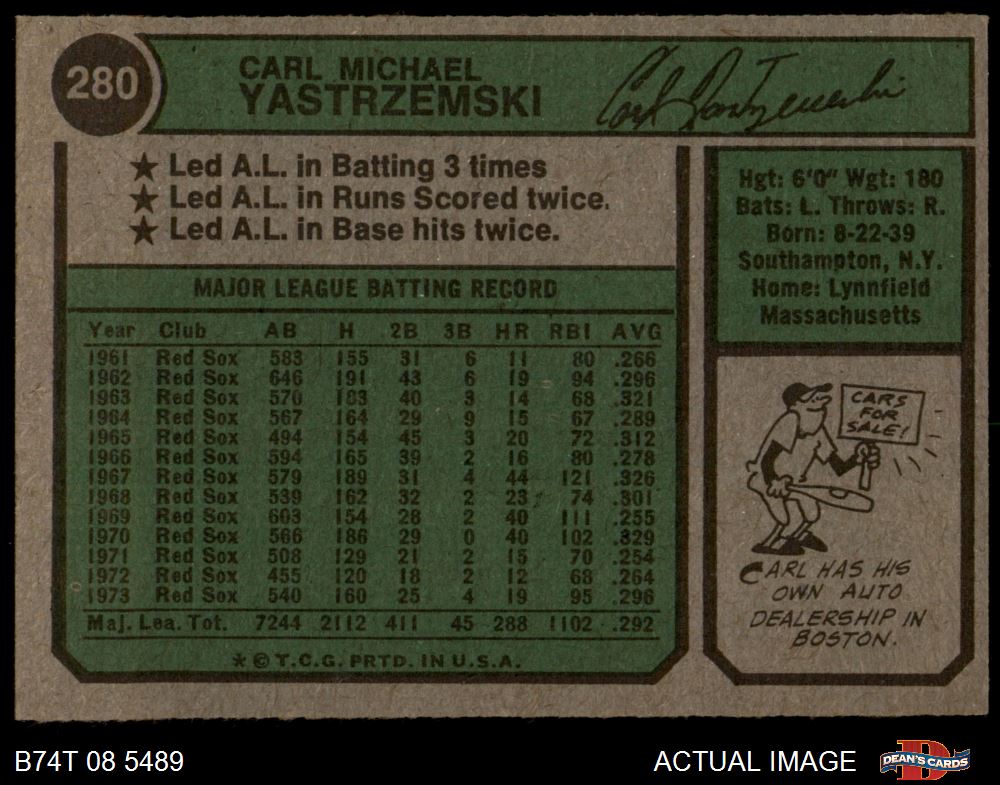 280
CARL MICHAEL
YASTRZEMSKI
Carl Yastrzemski
★ Led A.L. in Batting 3 times
★ Led A.L. in Runs Scored twice.
★ Led A.L. in Base hits twice.
Hgt: 6'0" Wgt: 180
Bats: L. Throws: R.
Born: 8-22-39
Southampton, N.Y.
Home: Lynnfield
Massachusetts
MAJOR LEAGUE BATTING RECORD
Year Club AB H 2B 3B HR RBI AVG
1961 Red Sox 583 155 31 6 11 80 .266
1962 Red Sox 646 191 43 6 19 94 .296
1963 Red Sox 570 183 40 3 14 68 .321
1964 Red Sox 567 164 29 9 15 67 .289
1965 Red Sox 494 154 45 3 20 72 .312
1966 Red Sox 594 165 39 2 16 80 .278
1967 Red Sox 579 189 31 4 44 121 .326
1968 Red Sox 539 162 32 2 23 74 .301
1969 Red Sox 603 154 28 2 40 111 .255
1970 Red Sox 566 186 29 0 40 102 .329
1971 Red Sox 508 129 21 2 15 70 .254
1972 Red Sox 455 120 18 2 12 68 .264
1973 Red Sox 540 160 25 4 19 95 .296
Maj. Lea. Tot. 7244 2112 411 45 288 1102 .292
★ © T.C.G. PRTD. IN U.S.A.
CARS
FOR
SALE!
CARL HAS HIS
OWN AUTO
DEALERSHIP IN
BOSTON.
B74T 08 5489
ACTUAL IMAGE
D
DEAN'S CARDS